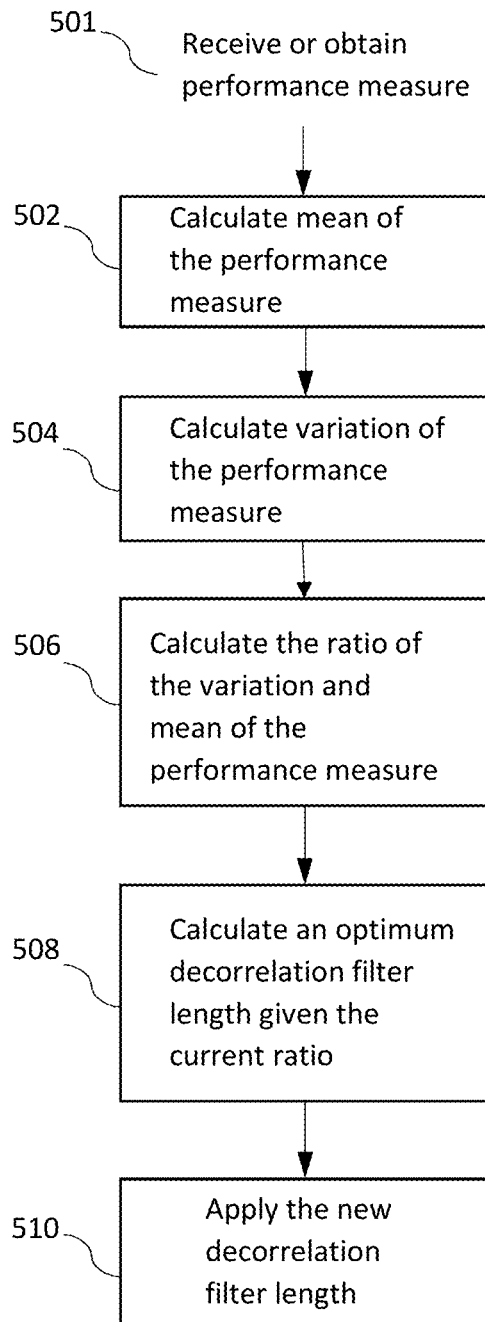 501
Receive or obtain
performance measure
502
Calculate mean of
the performance
measure
504
Calculate variation of
the performance
measure
506
Calculate the ratio of
the variation and
mean of the
performance measure
508
Calculate an optimum
decorrelation filter
length given the
current ratio
510
Apply the new
decorrelation
filter length